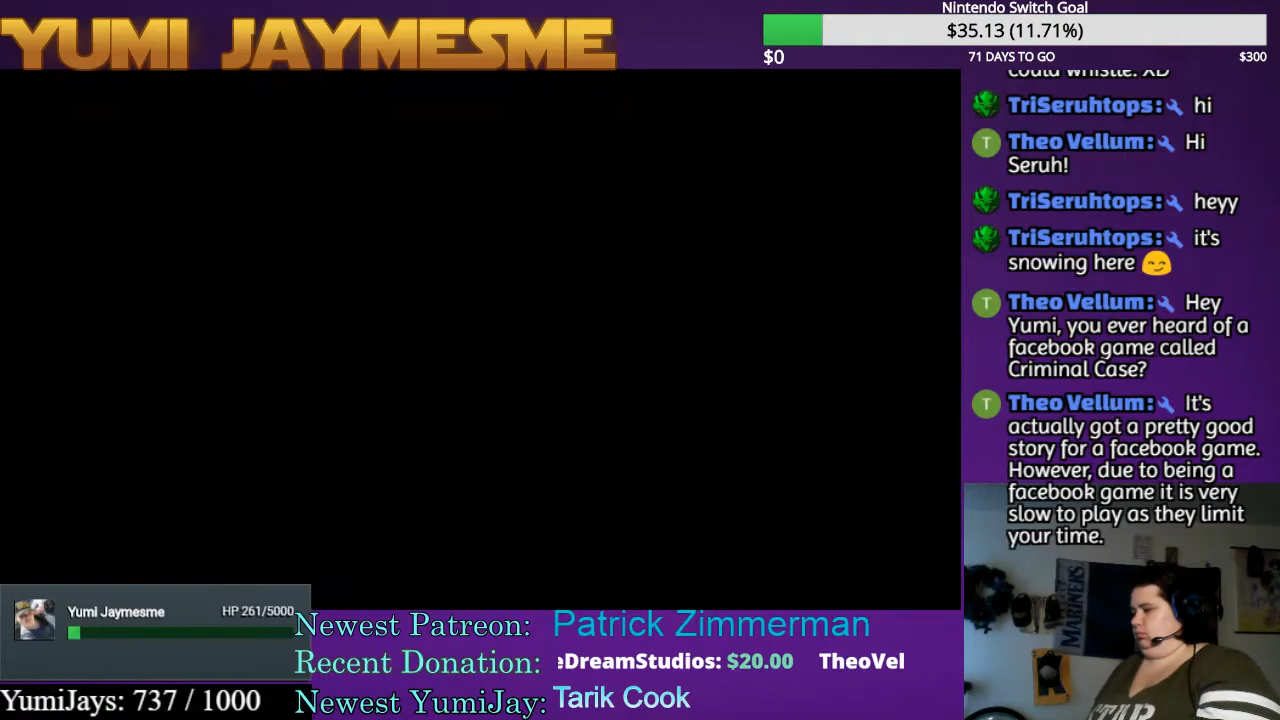 YUMI JAYMESME
Nintendo Switch Goal
$35.13 (11.71%)
$0 71 DAYS TO GO $300
could whistle. XD
TriSeruhtops: hi
T Theo Vellum: Hi
Seruh!
TriSeruhtops: heyy
TriSeruhtops: it's
snowing here
T Theo Vellum: Hey
Yumi, you ever heard of a
facebook game called
Criminal Case?
T Theo Vellum: It's
actually got a pretty good
story for a facebook game.
However, due to being a
facebook game it is very
slow to play as they limit
your time.
MARINERS
Yumi Jaymesme HP 261/5000
Newest Patreon: Patrick Zimmerman
Recent Donation: eDreamStudios: $20.00 TheoVel
YumiJays: 737 / 1000
Newest YumiJay: Tarik Cook